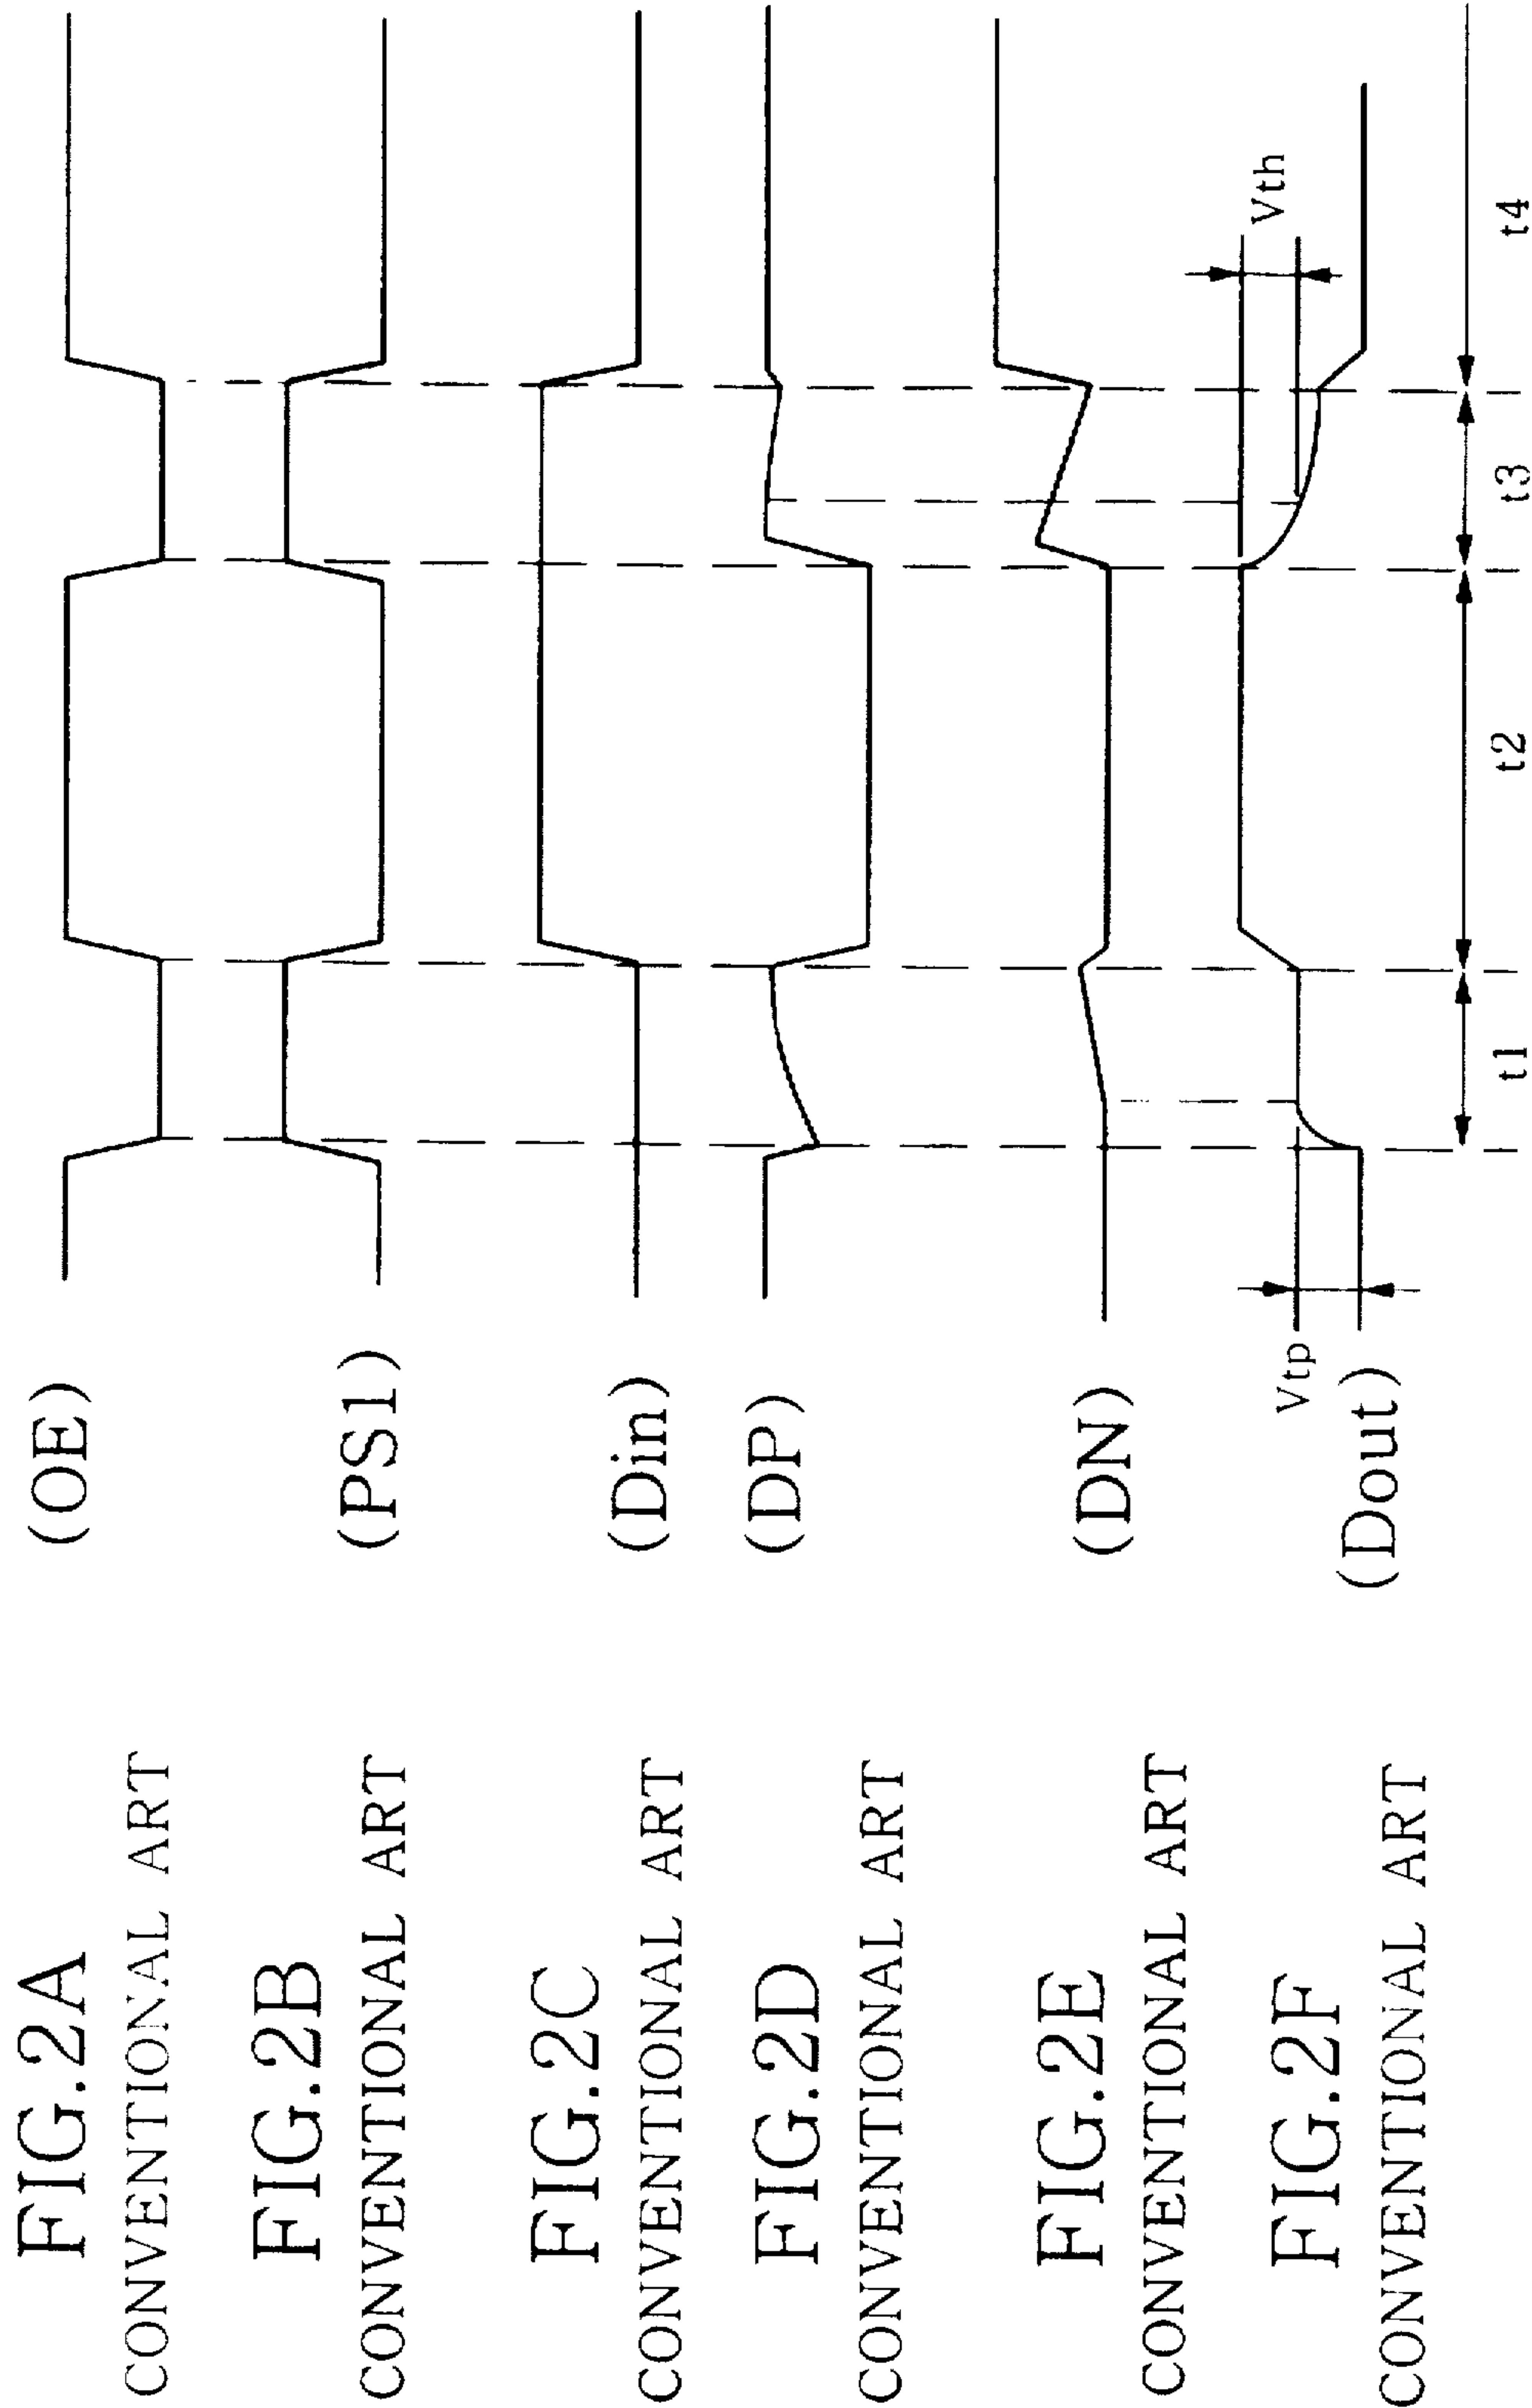 FIG.2A
CONVENTIONAL ART
(OE)
FIG.2B
CONVENTIONAL ART
(PS1)
FIG.2C
CONVENTIONAL ART
(Din)
FIG.2D
CONVENTIONAL ART
(DP)
FIG.2E
CONVENTIONAL ART
(DN)
FIG.2F
CONVENTIONAL ART
(Dout)
Vtp
Vth
t1
t2
t3
t4